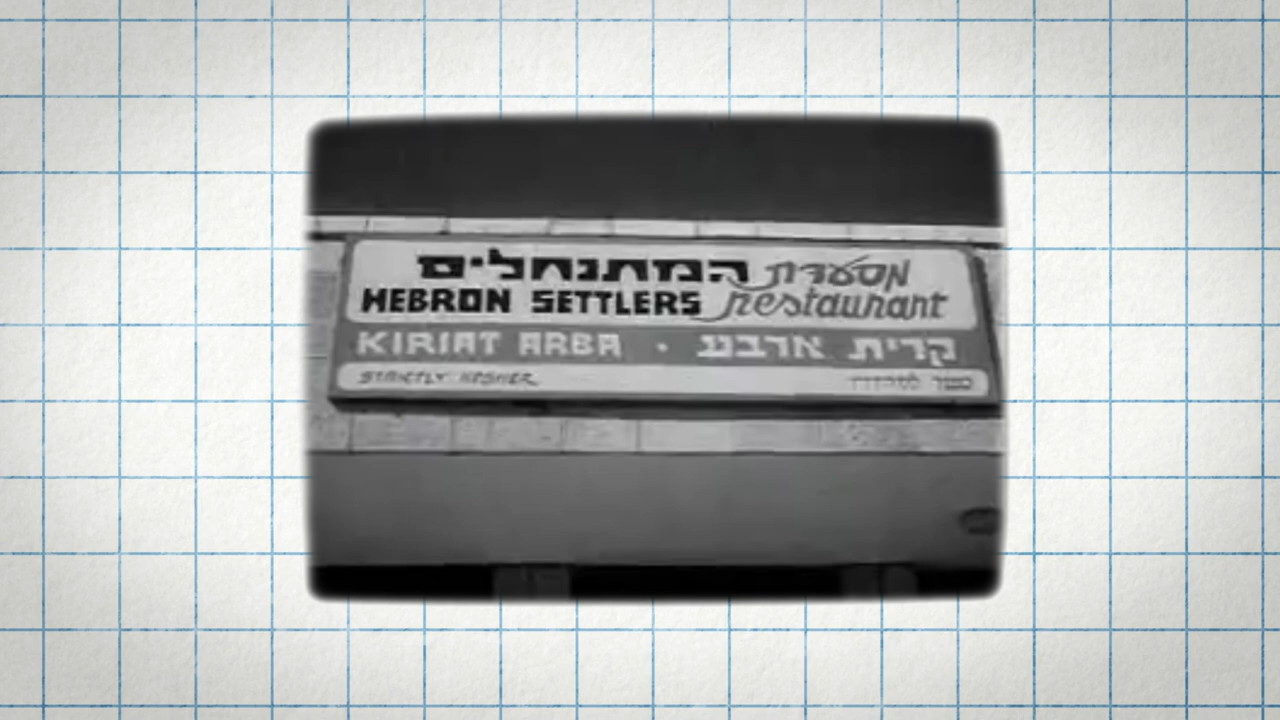 מסעדת המתנחלים
HEBRON SETTLERS restaurant
KIRIAT ARBA · קרית ארבע
STRICTLY KOSHER כשר למהדרין